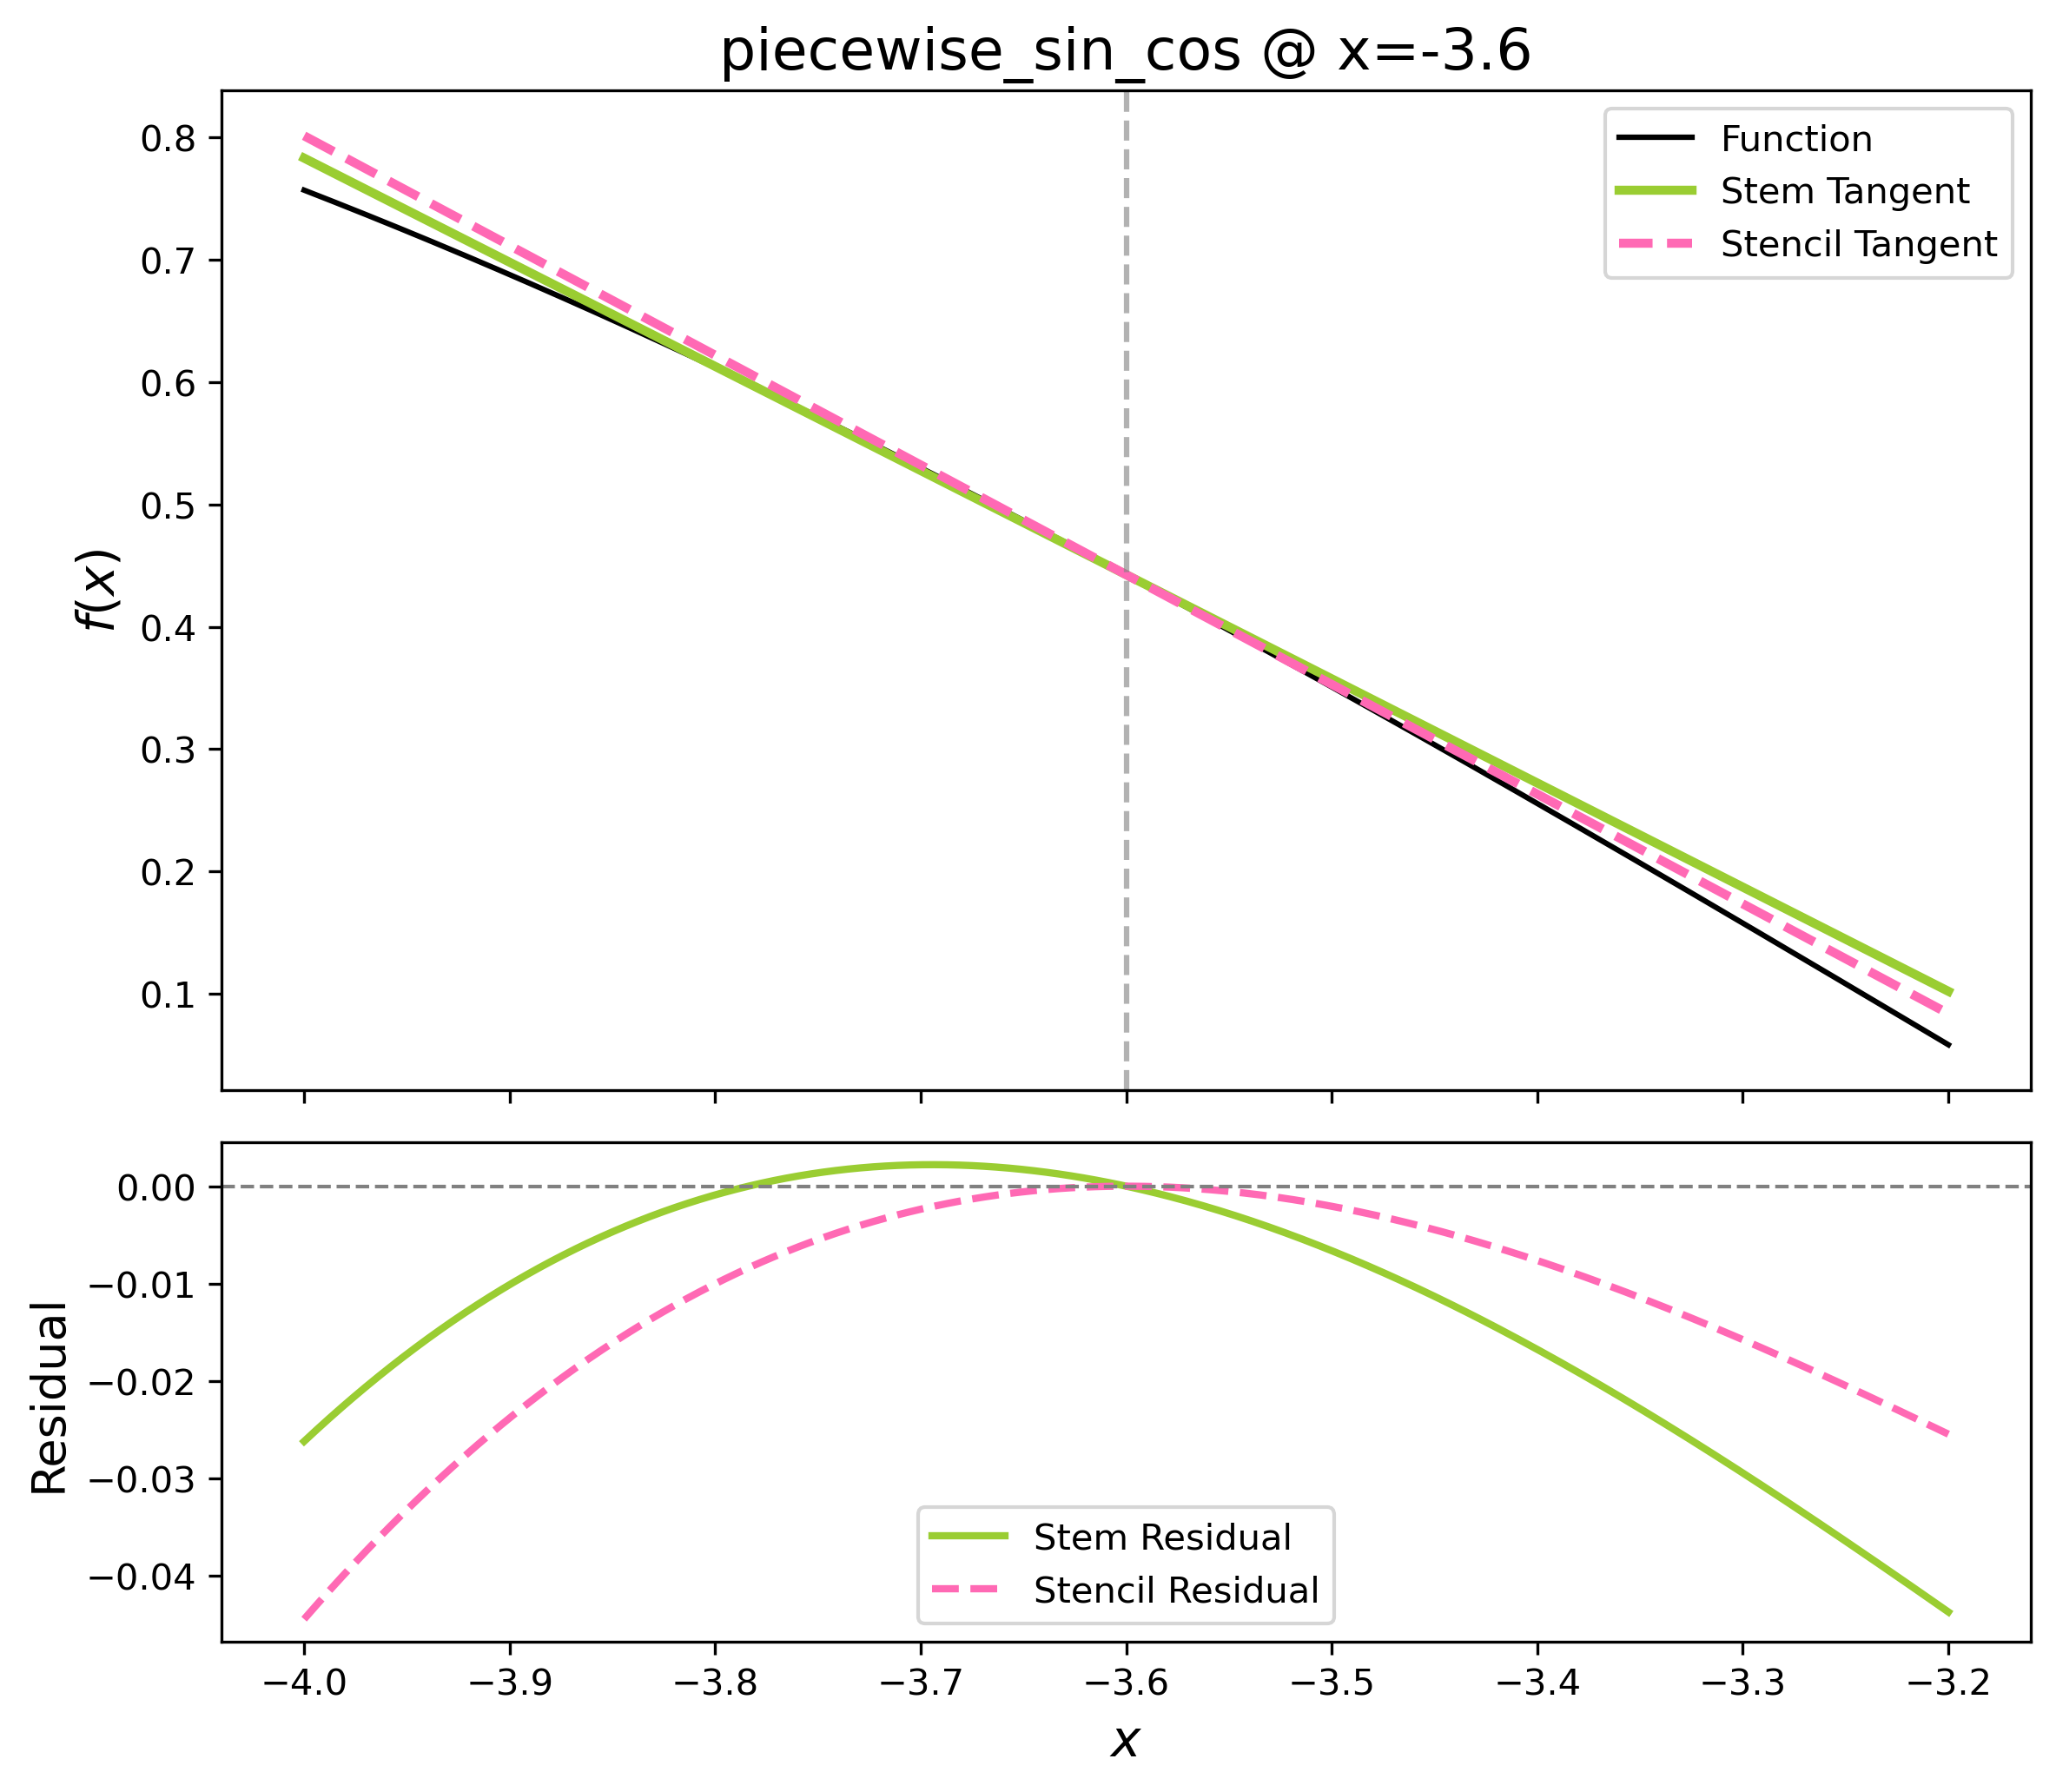 piecewise_sin_cos @ x=-3.6
Function
Stem Tangent
Stencil Tangent
0.8
0.7
0.6
0.5
0.4
0.3
0.2
0.1
f(x)
0.00
−0.01
−0.02
−0.03
−0.04
Residual
Stem Residual
Stencil Residual
−4.0 −3.9 −3.8 −3.7 −3.6 −3.5 −3.4 −3.3 −3.2
x